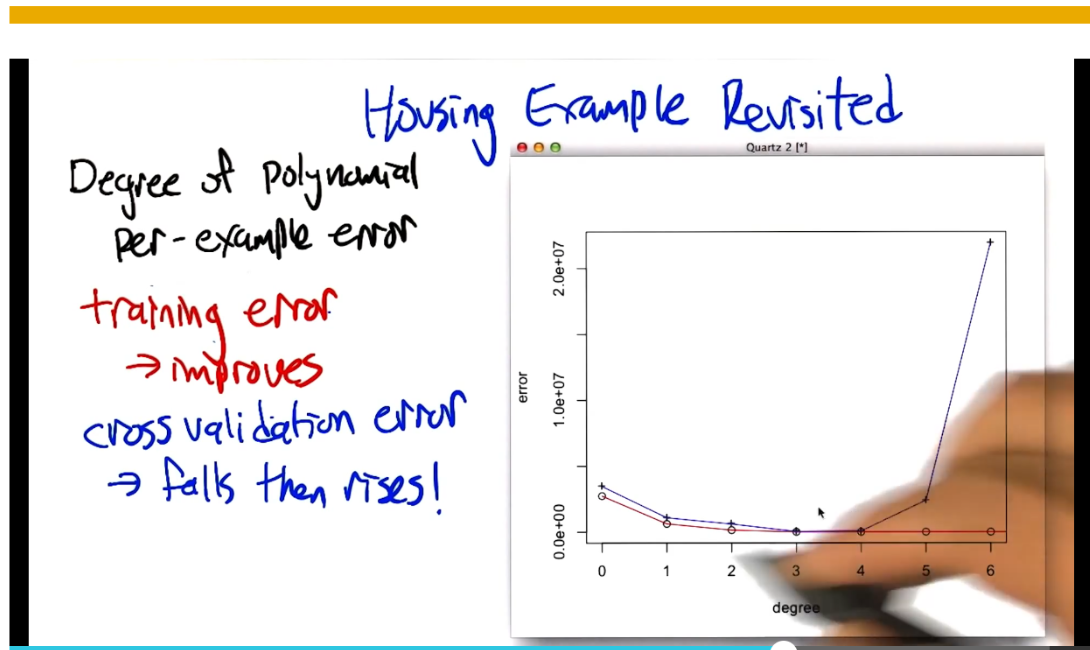 Housing Example Revisited
Quartz 2 [*]
Degree of polynomial
per-example error
training error
→ improves
cross validation error
→ falls then rises!
error
2.0e+07
1.0e+07
0.0e+00
0 1 2 3 4 5 6
degree